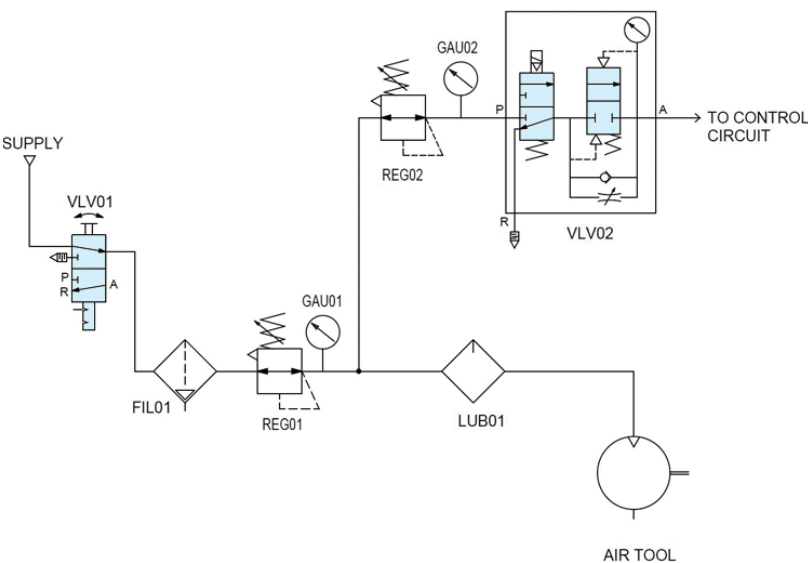 SUPPLY
VLV01
P
R
A
FIL01
GAU01
REG01
GAU02
REG02
P
A
R
VLV02
TO CONTROL
CIRCUIT
LUB01
AIR TOOL